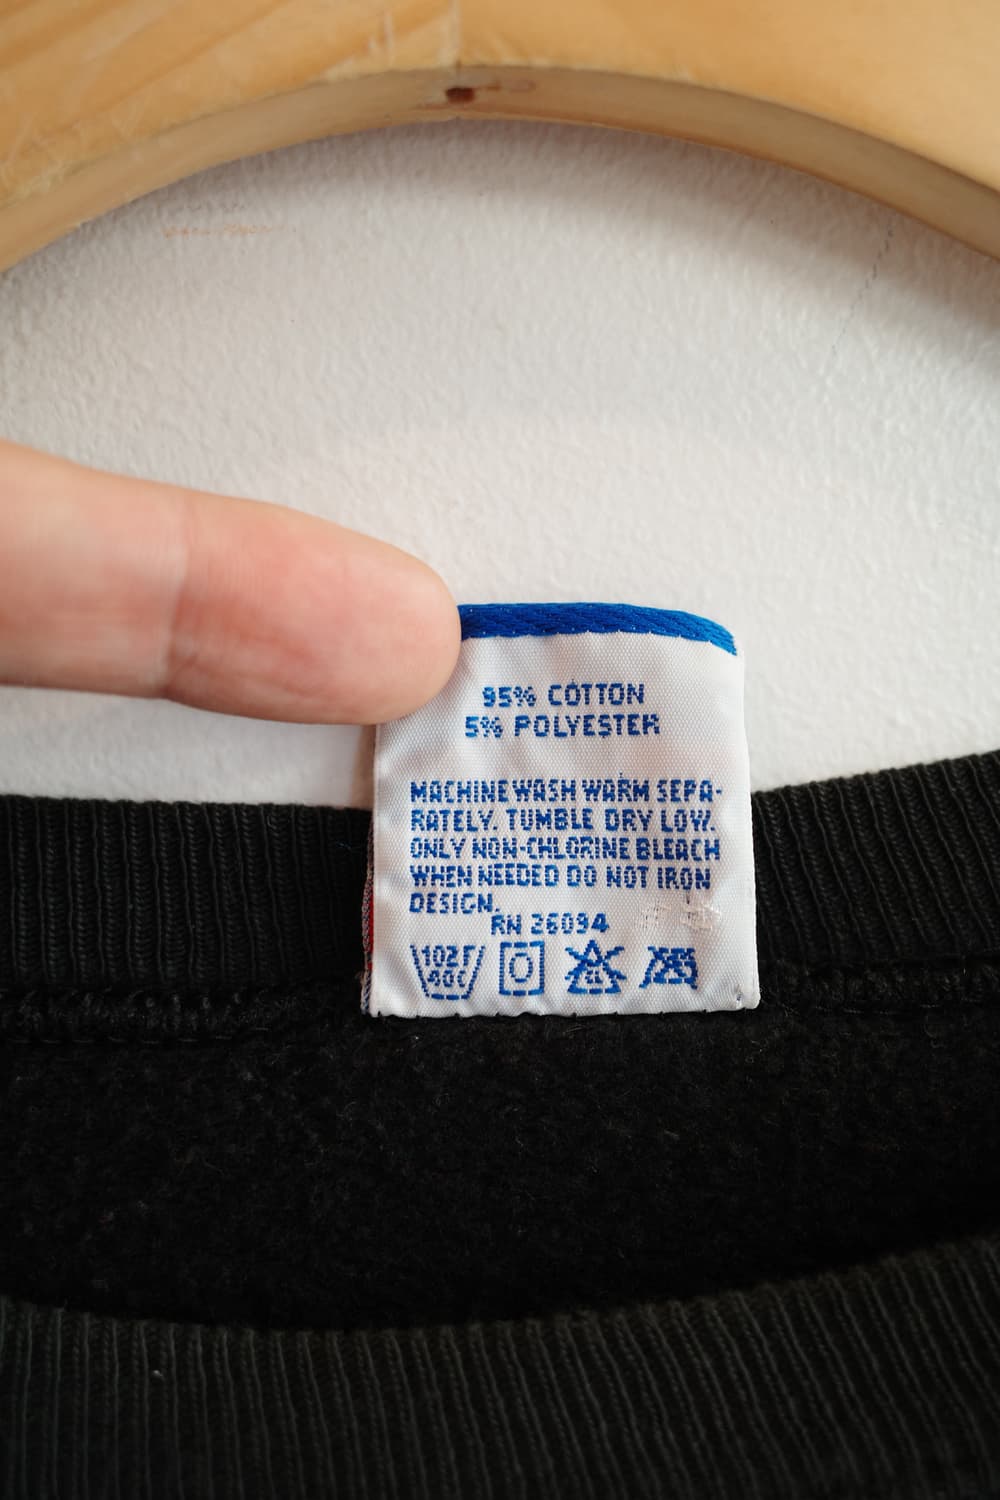 95% COTTON
5% POLYESTER
MACHINE WASH WARM SEPA-
RATELY. TUMBLE DRY LOW.
ONLY NON-CHLORINE BLEACH
WHEN NEEDED DO NOT IRON
DESIGN.
RN 26094
102F
40C
CL